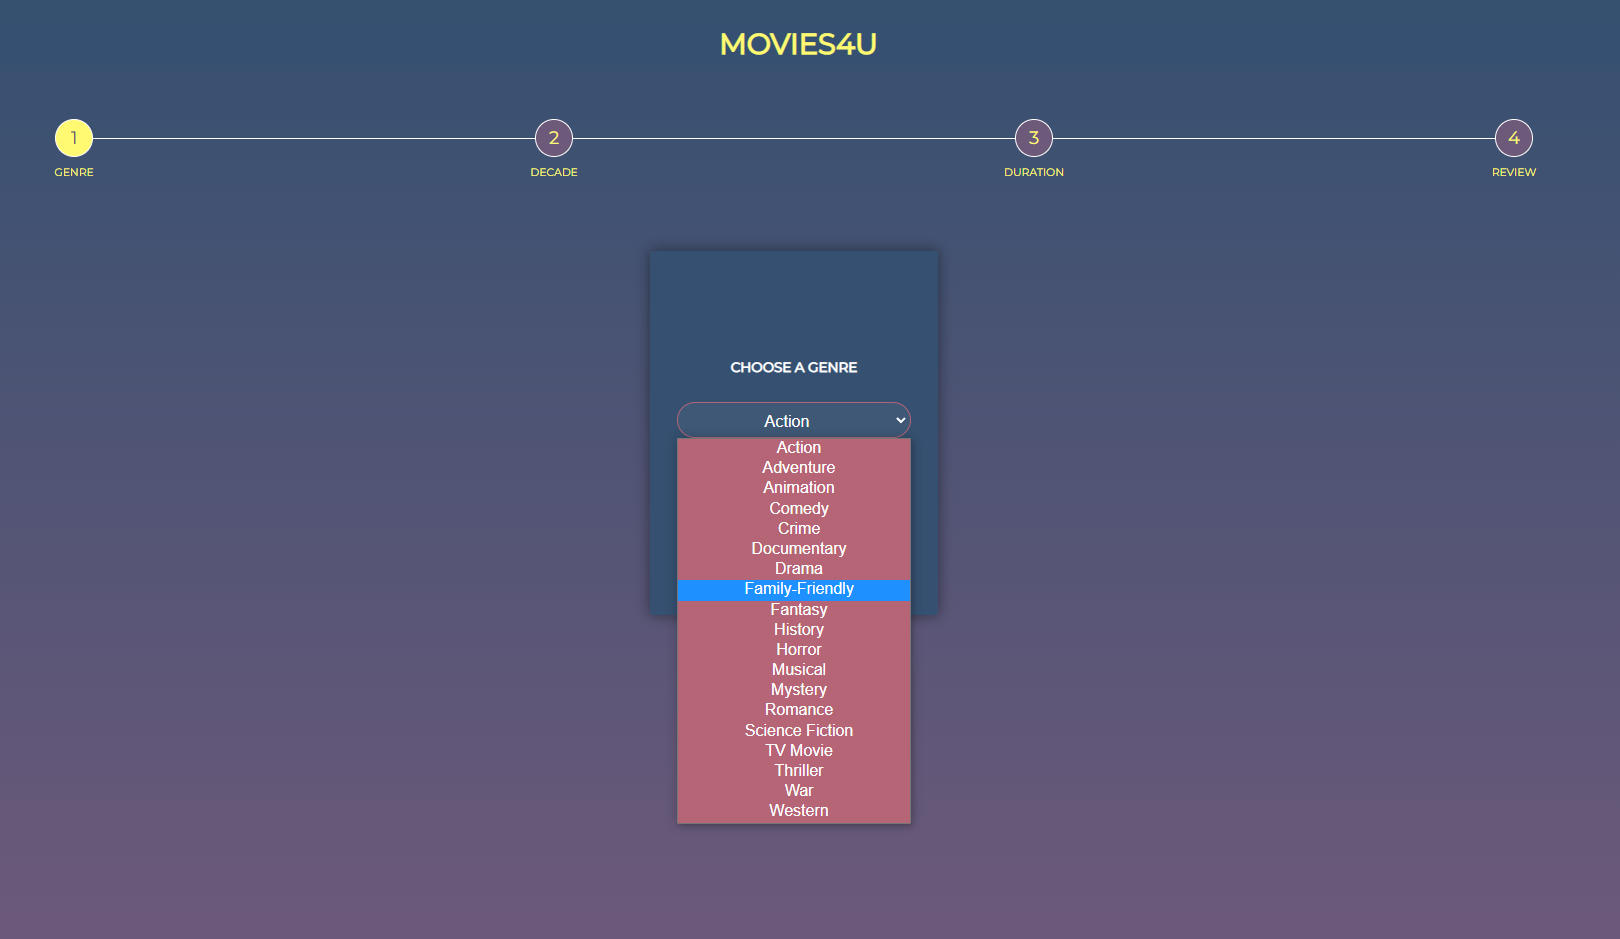 MOVIES4U
1
2
3
4
GENRE
DECADE
DURATION
REVIEW
CHOOSE A GENRE
Action
Action
Adventure
Animation
Comedy
Crime
Documentary
Drama
Family-Friendly
Fantasy
History
Horror
Musical
Mystery
Romance
Science Fiction
TV Movie
Thriller
War
Western